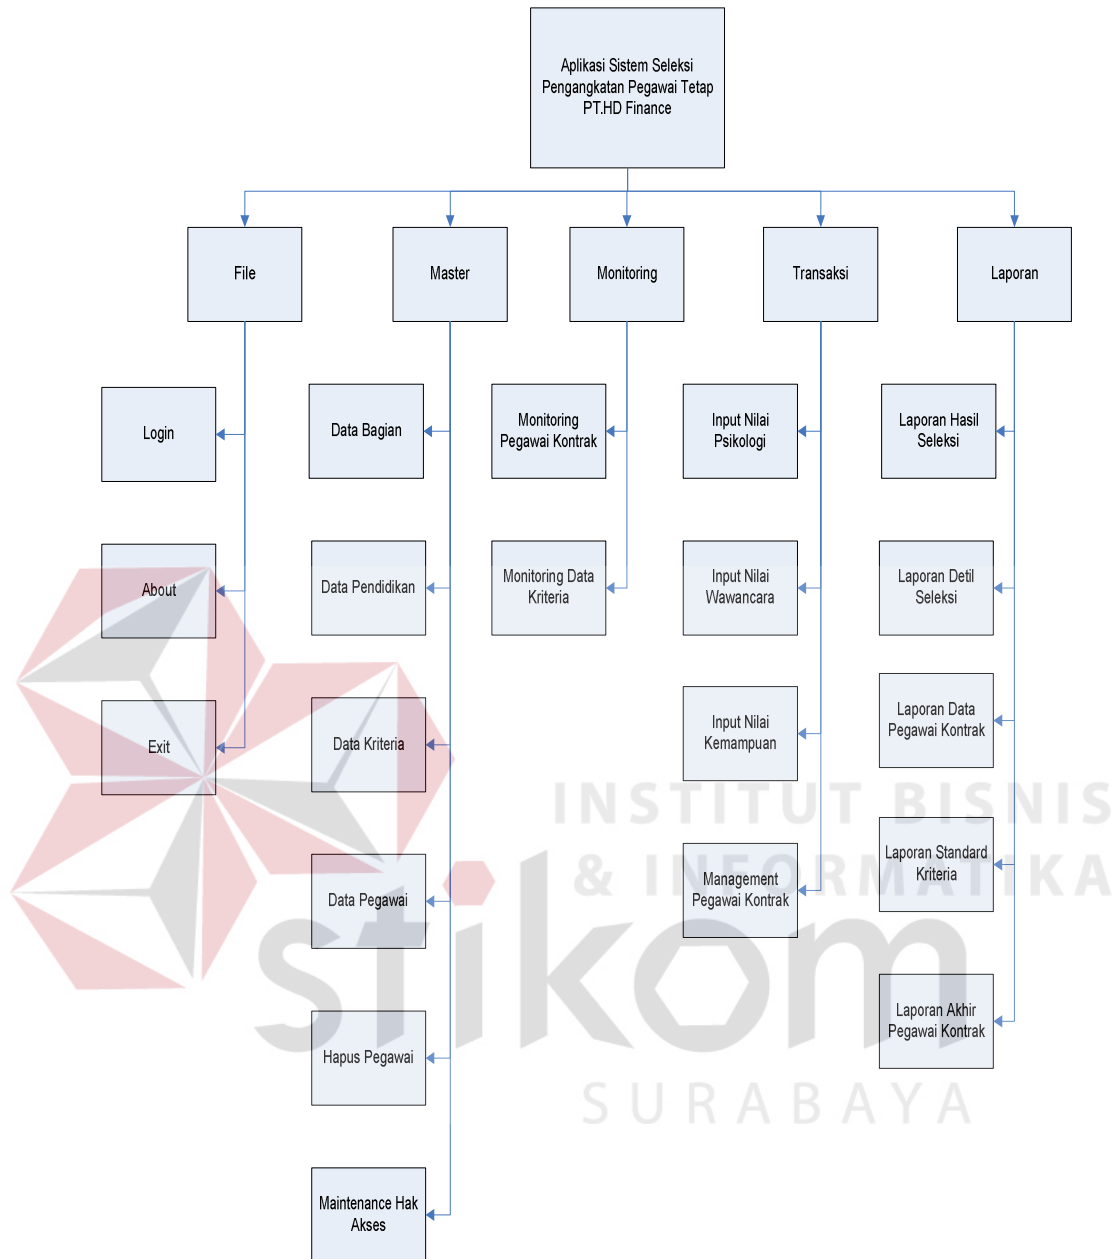 Aplikasi Sistem Seleksi
Pengangkatan Pegawai Tetap
PT.HD Finance
File
Master
Monitoring
Transaksi
Laporan
Login
Data Bagian
Monitoring
Pegawai Kontrak
Input Nilai
Psikologi
Laporan Hasil
Seleksi
About
Data Pendidikan
Monitoring Data
Kriteria
Input Nilai
Wawancara
Laporan Detil
Seleksi
Exit
Data Kriteria
Input Nilai
Kemampuan
Laporan Data
Pegawai Kontrak
Data Pegawai
Management
Pegawai Kontrak
Laporan Standard
Kriteria
Hapus Pegawai
Laporan Akhir
Pegawai Kontrak
Maintenance Hak
Akses
INSTITUT BISNIS
& INFORMATIKA
stikom
SURABAYA